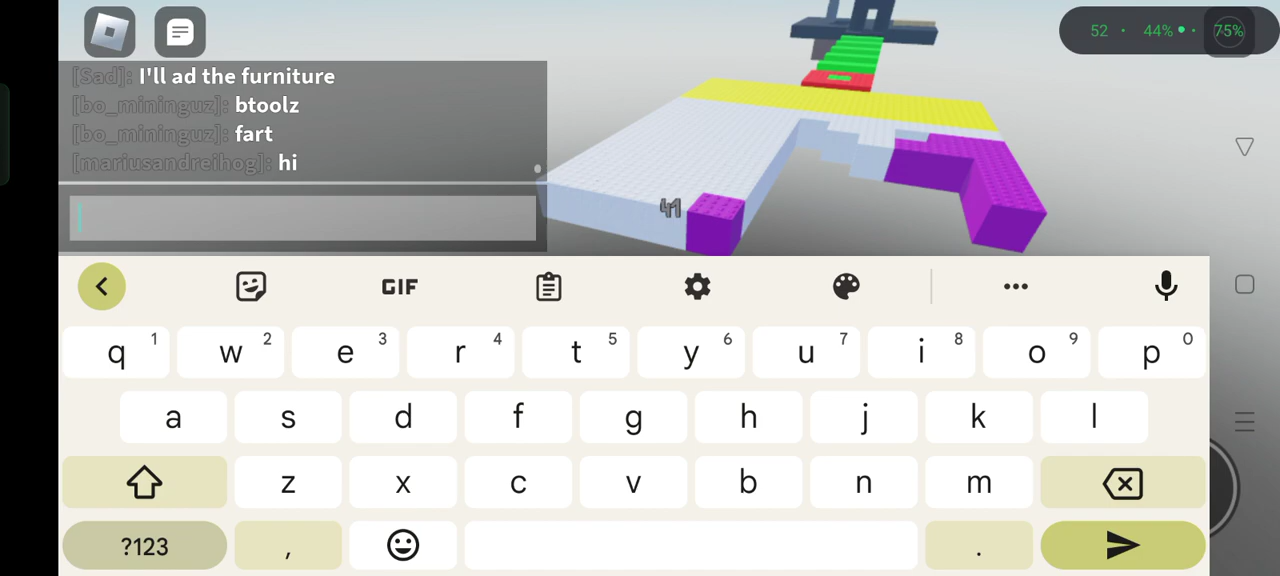 52 · 44% · 75%
[Sad]: I'll ad the furniture
[bo_mininguz]: btoolz
[bo_mininguz]: fart
[mariusandreihog]: hi
41
GIF
q 1 w 2 e 3 r 4 t 5 y 6 u 7 i 8 o 9 p 0
a s d f g h j k l
z x c v b n m
?123 , .